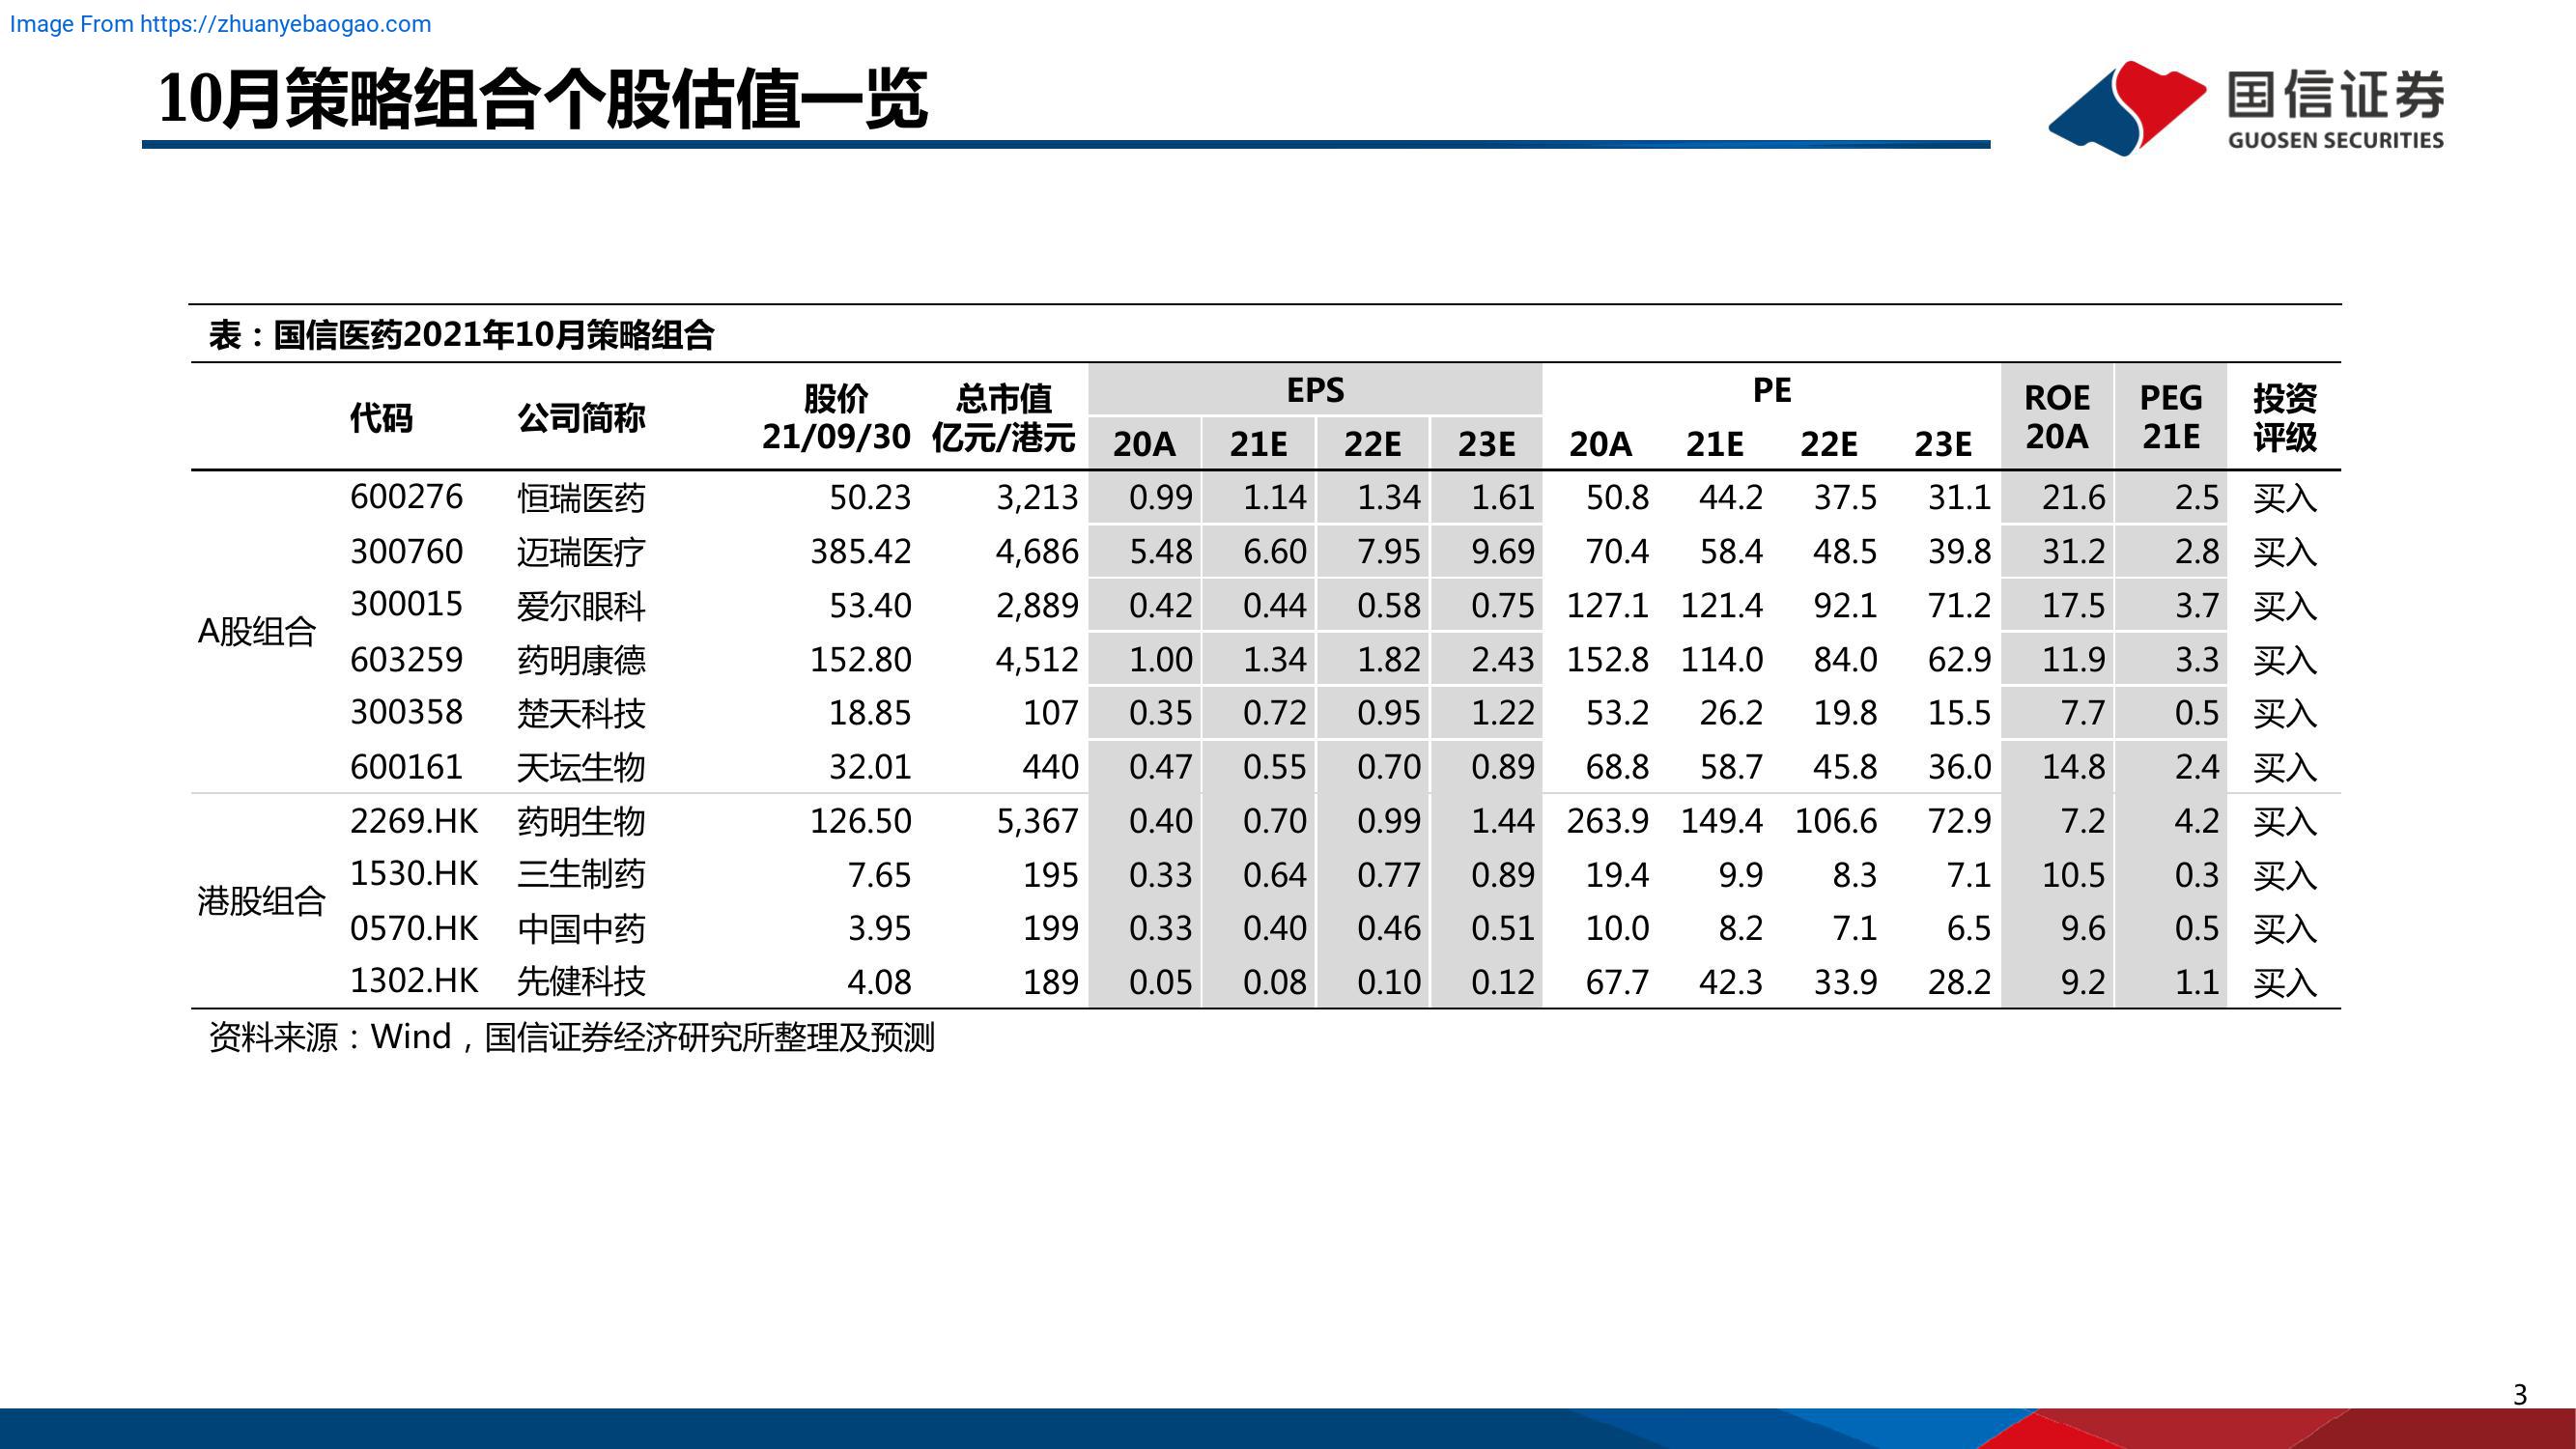 Image From https://zhuanyebaogao.com
10月策略组合个股估值一览
国信证券
GUOSEN SECURITIES
表：国信医药2021年10月策略组合
代码 公司简称 股价 21/09/30 总市值 亿元/港元 EPS PE ROE 20A PEG 21E 投资评级
20A 21E 22E 23E 20A 21E 22E 23E
A股组合
600276 恒瑞医药 50.23 3,213 0.99 1.14 1.34 1.61 50.8 44.2 37.5 31.1 21.6 2.5 买入
300760 迈瑞医疗 385.42 4,686 5.48 6.60 7.95 9.69 70.4 58.4 48.5 39.8 31.2 2.8 买入
300015 爱尔眼科 53.40 2,889 0.42 0.44 0.58 0.75 127.1 121.4 92.1 71.2 17.5 3.7 买入
603259 药明康德 152.80 4,512 1.00 1.34 1.82 2.43 152.8 114.0 84.0 62.9 11.9 3.3 买入
300358 楚天科技 18.85 107 0.35 0.72 0.95 1.22 53.2 26.2 19.8 15.5 7.7 0.5 买入
600161 天坛生物 32.01 440 0.47 0.55 0.70 0.89 68.8 58.7 45.8 36.0 14.8 2.4 买入
港股组合
2269.HK 药明生物 126.50 5,367 0.40 0.70 0.99 1.44 263.9 149.4 106.6 72.9 7.2 4.2 买入
1530.HK 三生制药 7.65 195 0.33 0.64 0.77 0.89 19.4 9.9 8.3 7.1 10.5 0.3 买入
0570.HK 中国中药 3.95 199 0.33 0.40 0.46 0.51 10.0 8.2 7.1 6.5 9.6 0.5 买入
1302.HK 先健科技 4.08 189 0.05 0.08 0.10 0.12 67.7 42.3 33.9 28.2 9.2 1.1 买入
资料来源：Wind，国信证券经济研究所整理及预测
3